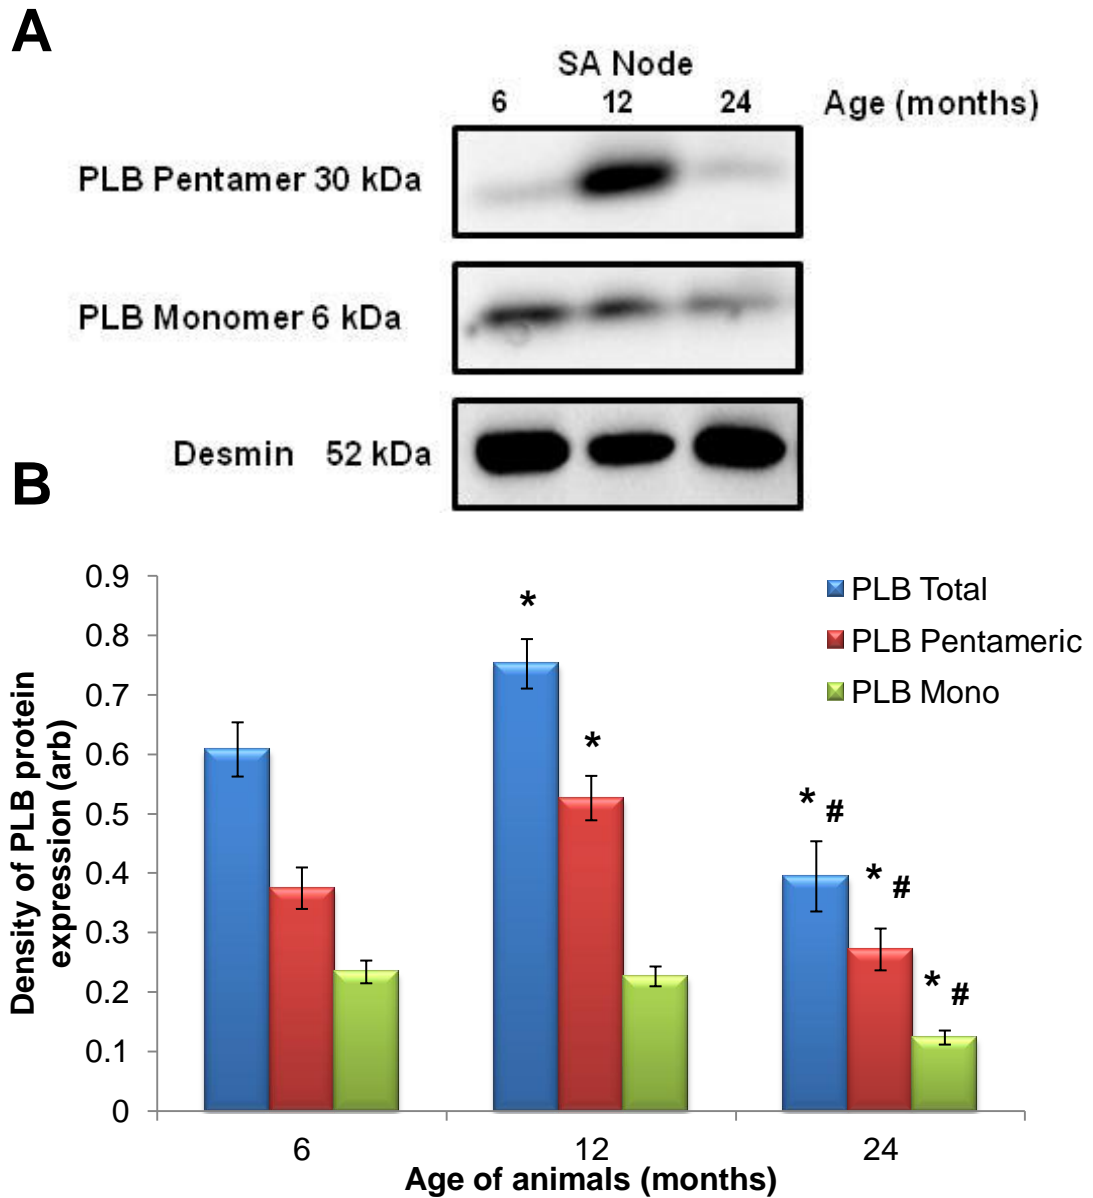 A
SA Node
6 12 24 Age (months)
PLB Pentamer 30 kDa
PLB Monomer 6 kDa
Desmin 52 kDa
B
Density of PLB protein
expression (arb)
0.9
0.8
0.7
0.6
0.5
0.4
0.3
0.2
0.1
0
*
*
* #
* #
* #
PLB Total
PLB Pentameric
PLB Mono
6 12 24
Age of animals (months)